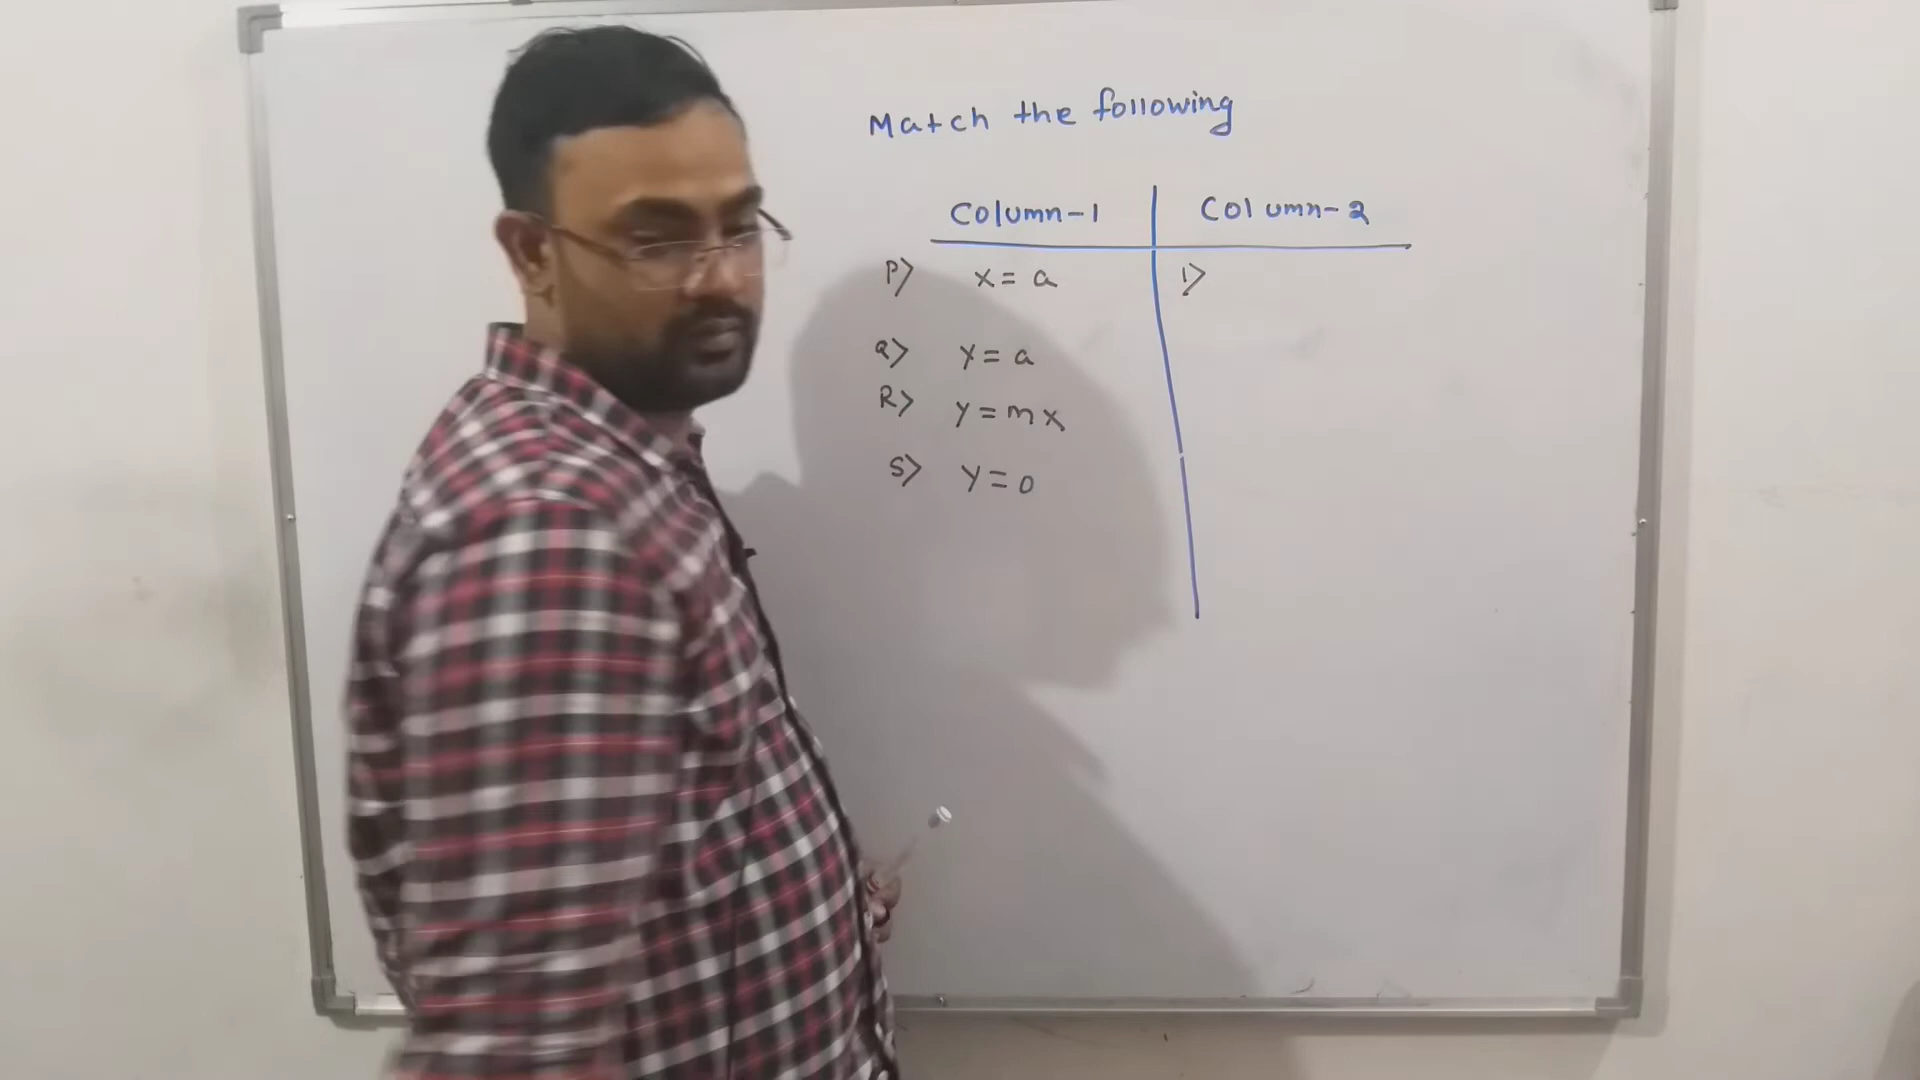 Match the following
Column-1 Column-2
P) x = a 1)
Q) y = a
R) y = mx
S) y = 0